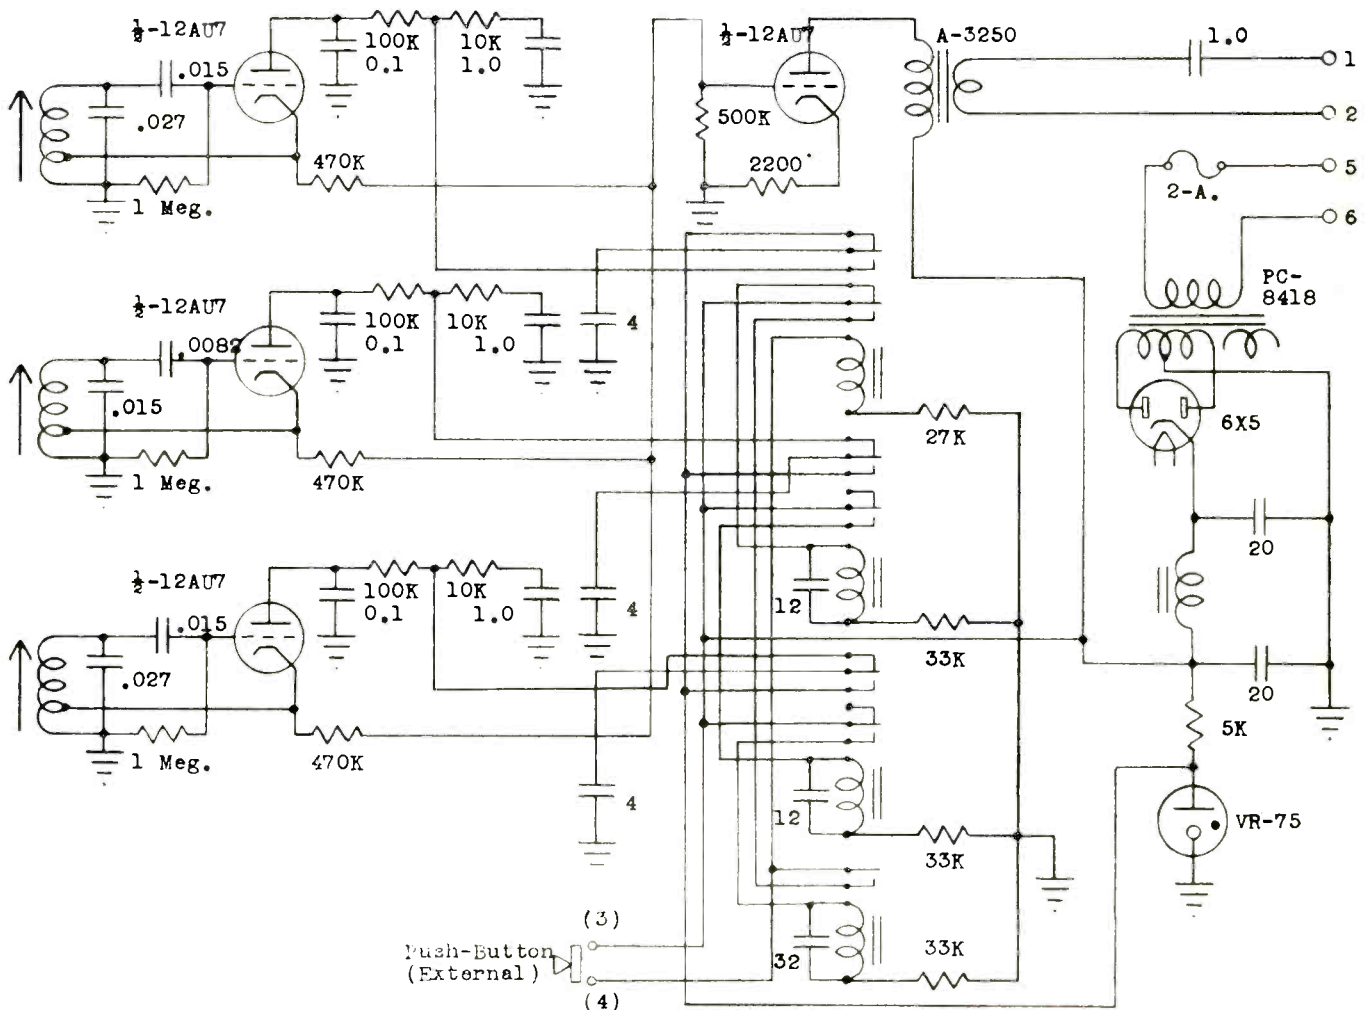 ½-12AU7
.015
.027
1 Meg.
470K
100K
0.1
10K
1.0
½-12AU7
500K
2200
A-3250
1.0
1
2
5
6
2-A.
PC-
8418
6X5
20
20
5K
VR-75
½-12AU7
.0082
.015
1 Meg.
470K
100K
0.1
10K
1.0
4
27K
½-12AU7
.015
.027
1 Meg.
470K
100K
0.1
10K
1.0
4
12
33K
4
12
33K
32
33K
(3)
Push-Button
(External)
(4)